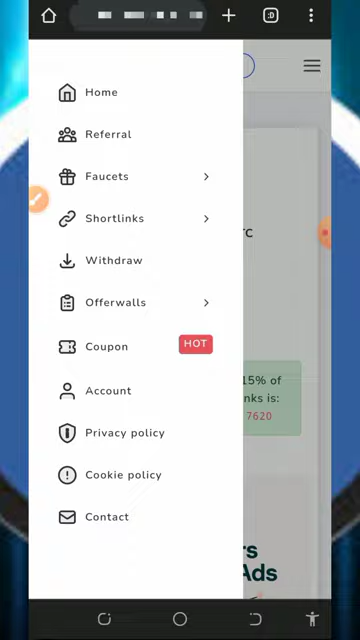 :D
Home
Referral
Faucets
Shortlinks
Withdraw
Offerwalls
Coupon
HOT
Account
Privacy policy
Cookie policy
Contact
15% of
is:
7620
Ads